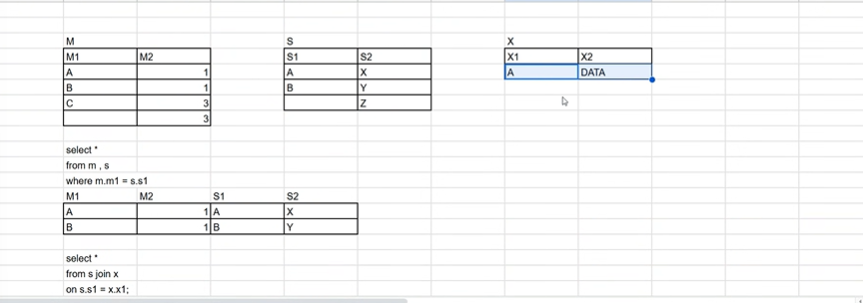 M S X
M1 M2 S1 S2 X1 X2
A 1 A X A DATA
B 1 B Y
C 3 Z
3
select *
from m , s
where m.m1 = s.s1
M1 M2 S1 S2
A 1 A X
B 1 B Y
select *
from s join x
on s.s1 = x.x1;